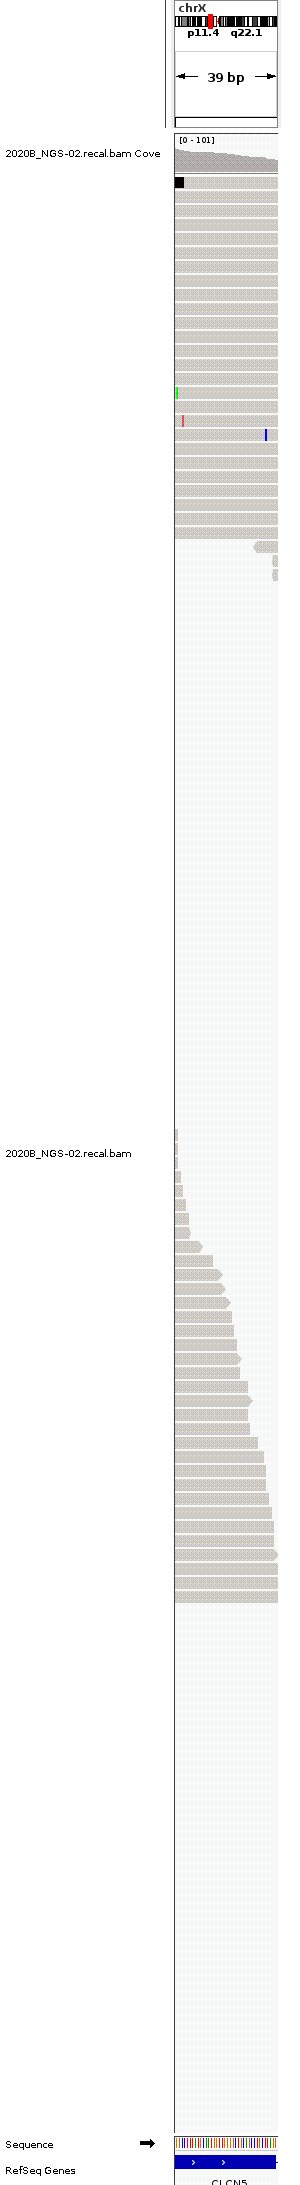 chrX
p11.4 q22.1
39 bp
[0 - 101]
2020B_NGS-02.recal.bam Cove
2020B_NGS-02.recal.bam
Sequence
RefSeq Genes
CLCN5